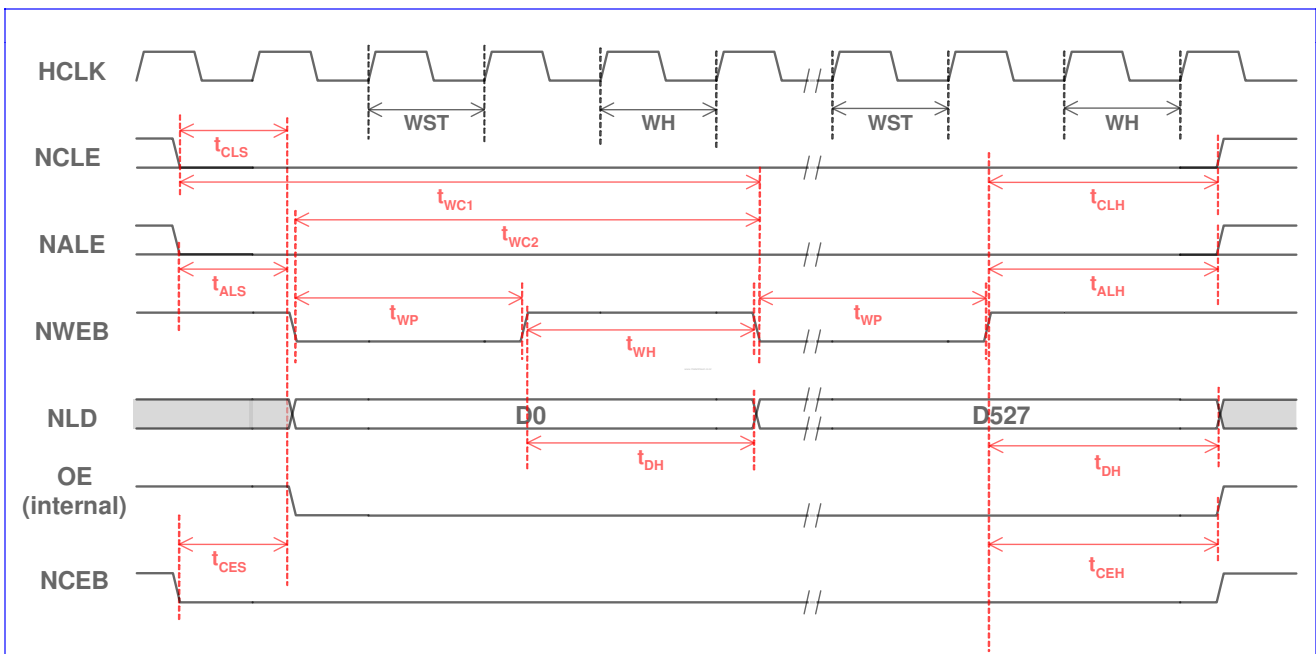 HCLK
WST
WH
WST
WH
NCLE
tCLS
tWC1
tCLH
NALE
tWC2
tALS
tALH
NWEB
tWP
tWH
tWP
NLD
D0
D527
tDH
tDH
OE
(internal)
NCEB
tCES
tCEH